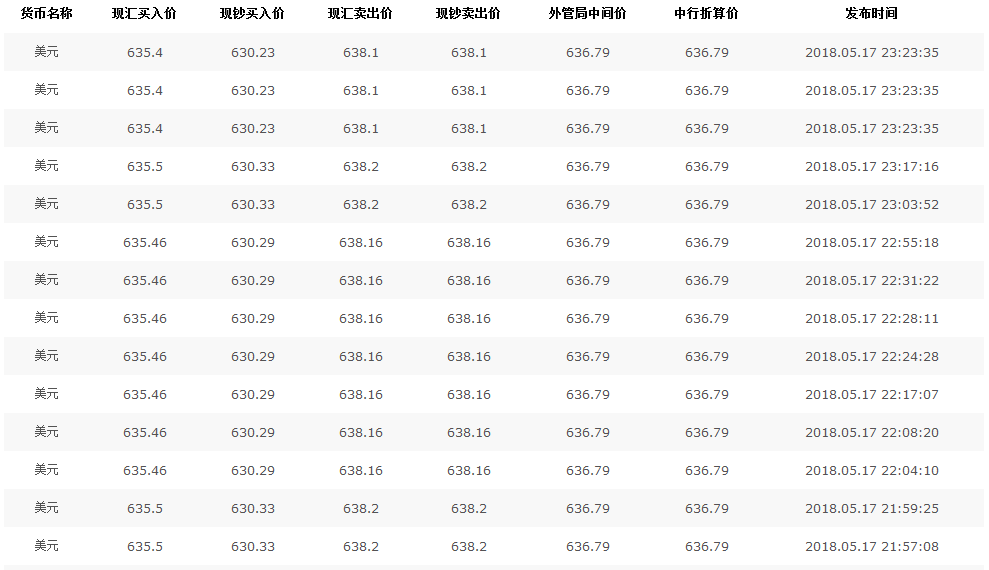 货币名称 现汇买入价 现钞买入价 现汇卖出价 现钞卖出价 外管局中间价 中行折算价 发布时间
美元 635.4 630.23 638.1 638.1 636.79 636.79 2018.05.17 23:23:35
美元 635.4 630.23 638.1 638.1 636.79 636.79 2018.05.17 23:23:35
美元 635.4 630.23 638.1 638.1 636.79 636.79 2018.05.17 23:23:35
美元 635.5 630.33 638.2 638.2 636.79 636.79 2018.05.17 23:17:16
美元 635.5 630.33 638.2 638.2 636.79 636.79 2018.05.17 23:03:52
美元 635.46 630.29 638.16 638.16 636.79 636.79 2018.05.17 22:55:18
美元 635.46 630.29 638.16 638.16 636.79 636.79 2018.05.17 22:31:22
美元 635.46 630.29 638.16 638.16 636.79 636.79 2018.05.17 22:28:11
美元 635.46 630.29 638.16 638.16 636.79 636.79 2018.05.17 22:24:28
美元 635.46 630.29 638.16 638.16 636.79 636.79 2018.05.17 22:17:07
美元 635.46 630.29 638.16 638.16 636.79 636.79 2018.05.17 22:08:20
美元 635.46 630.29 638.16 638.16 636.79 636.79 2018.05.17 22:04:10
美元 635.5 630.33 638.2 638.2 636.79 636.79 2018.05.17 21:59:25
美元 635.5 630.33 638.2 638.2 636.79 636.79 2018.05.17 21:57:08